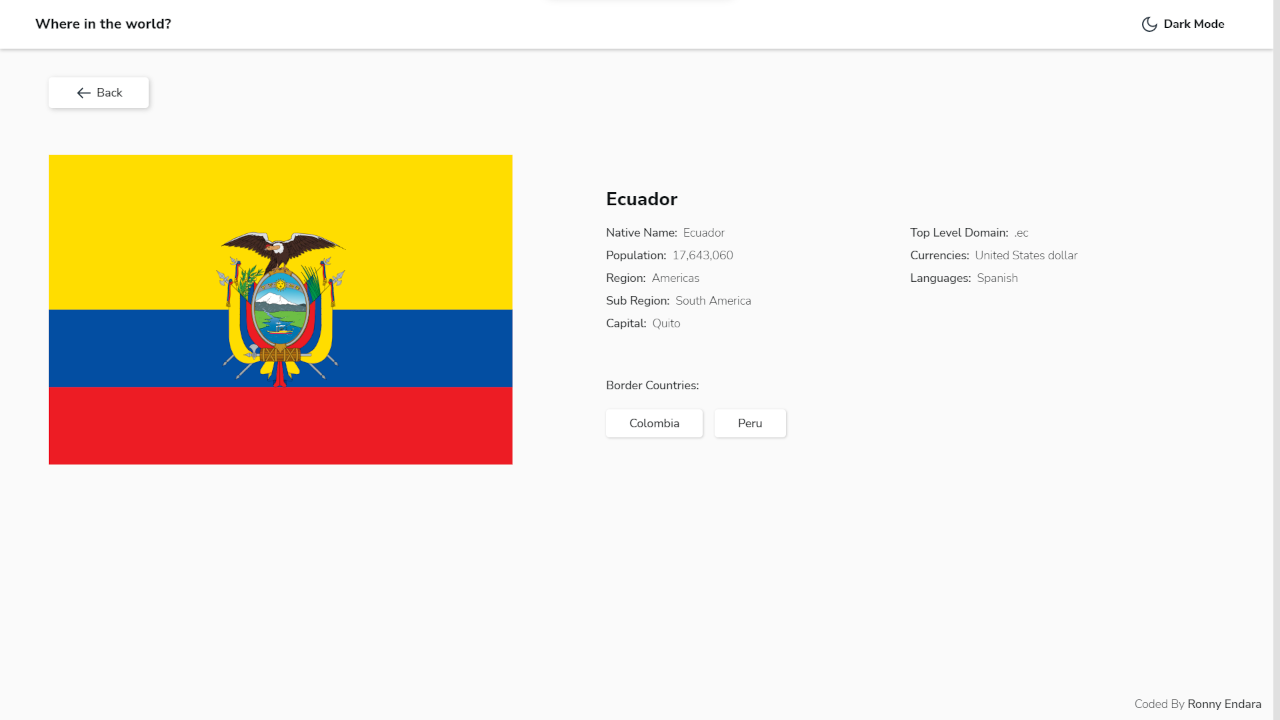 Where in the world?
Dark Mode
Back
Ecuador
Native Name: Ecuador
Population: 17,643,060
Region: Americas
Sub Region: South America
Capital: Quito
Top Level Domain: .ec
Currencies: United States dollar
Languages: Spanish
Border Countries:
Colombia
Peru
Coded By Ronny Endara